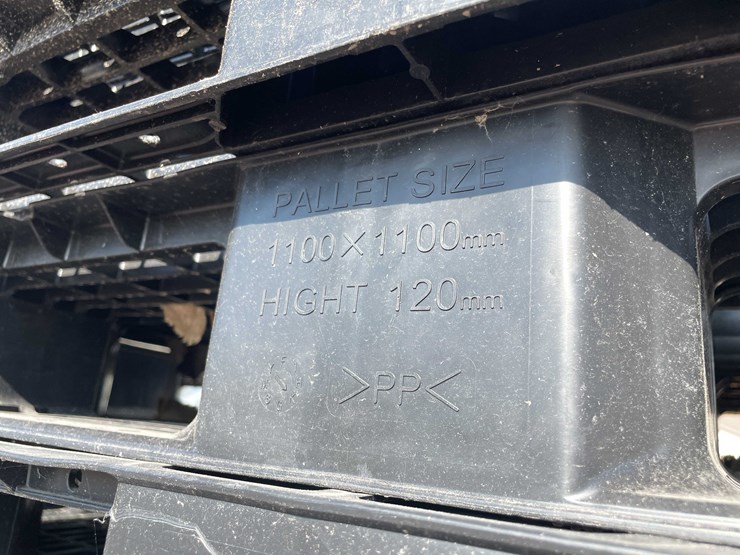 PALLET SIZE
1100×1100mm
HIGHT 120mm
>PP<